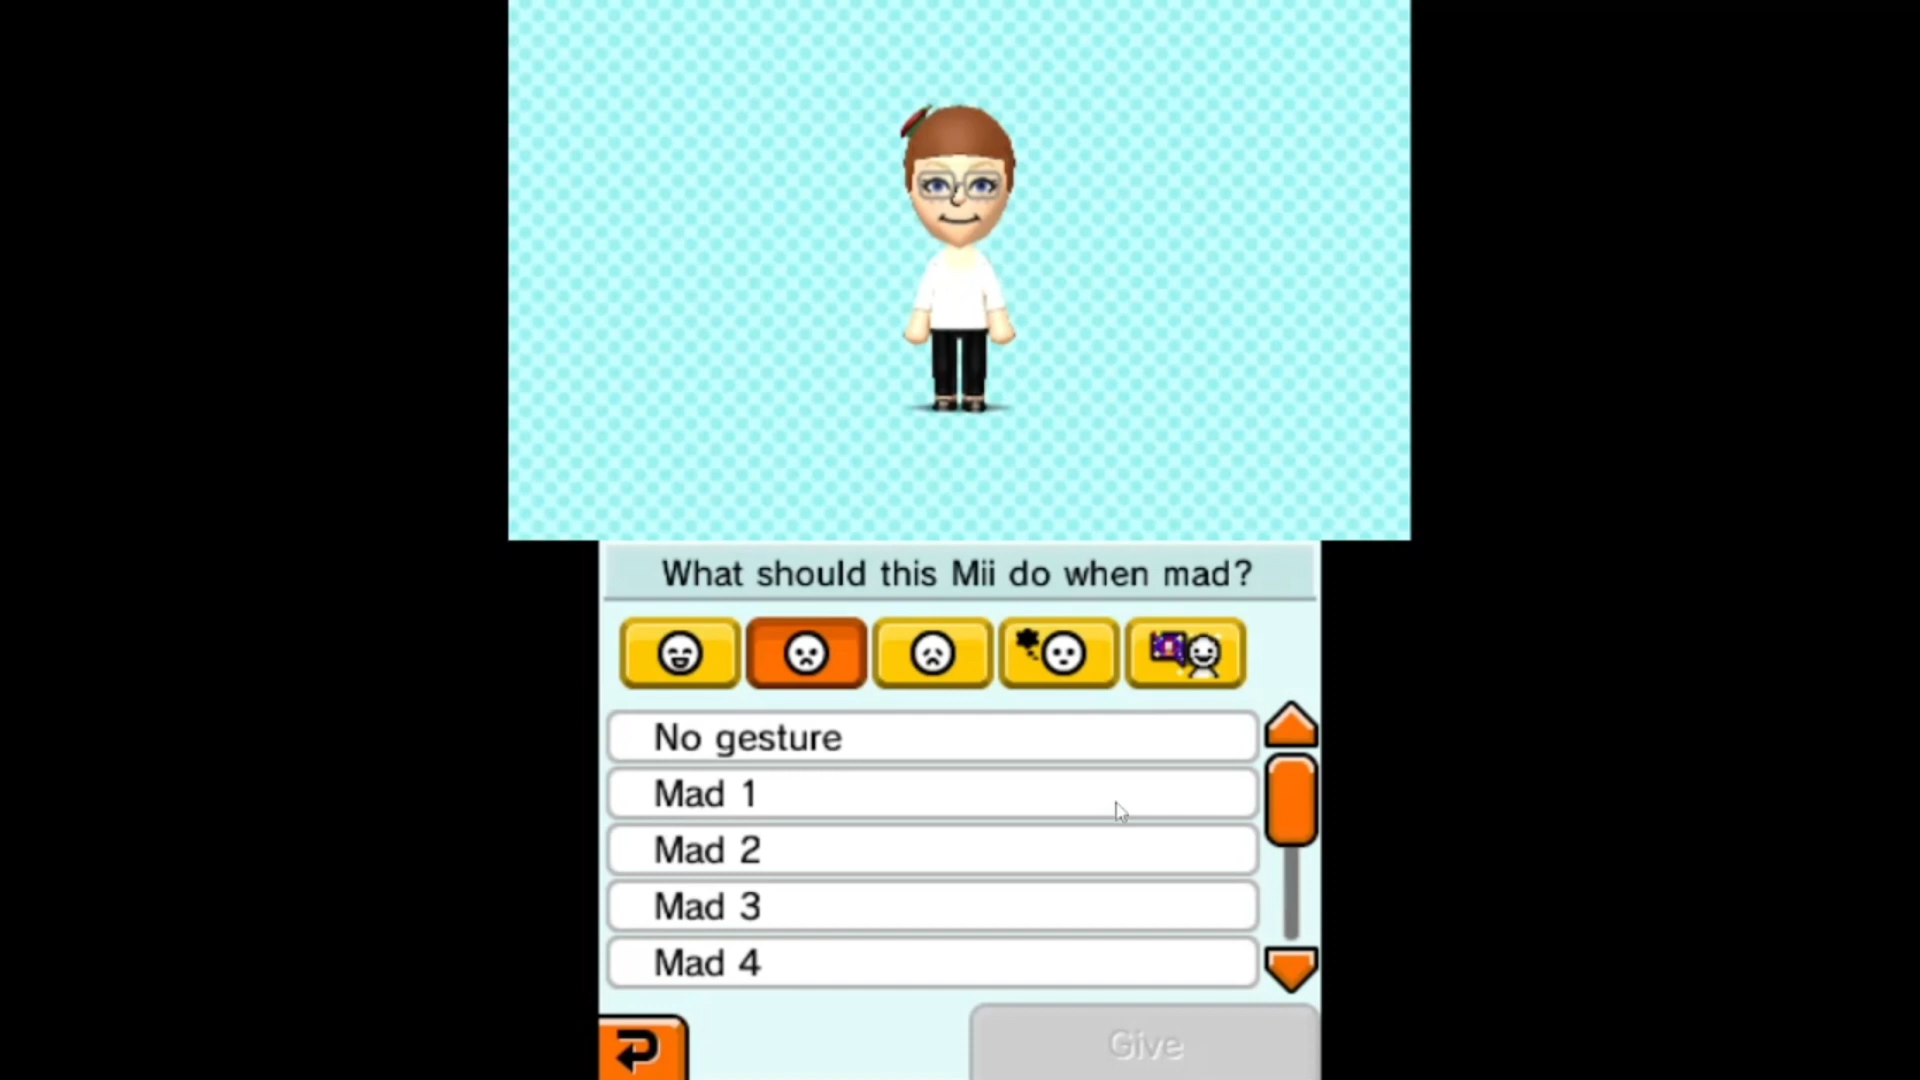 What should this Mii do when mad?
No gesture
Mad 1
Mad 2
Mad 3
Mad 4
Give